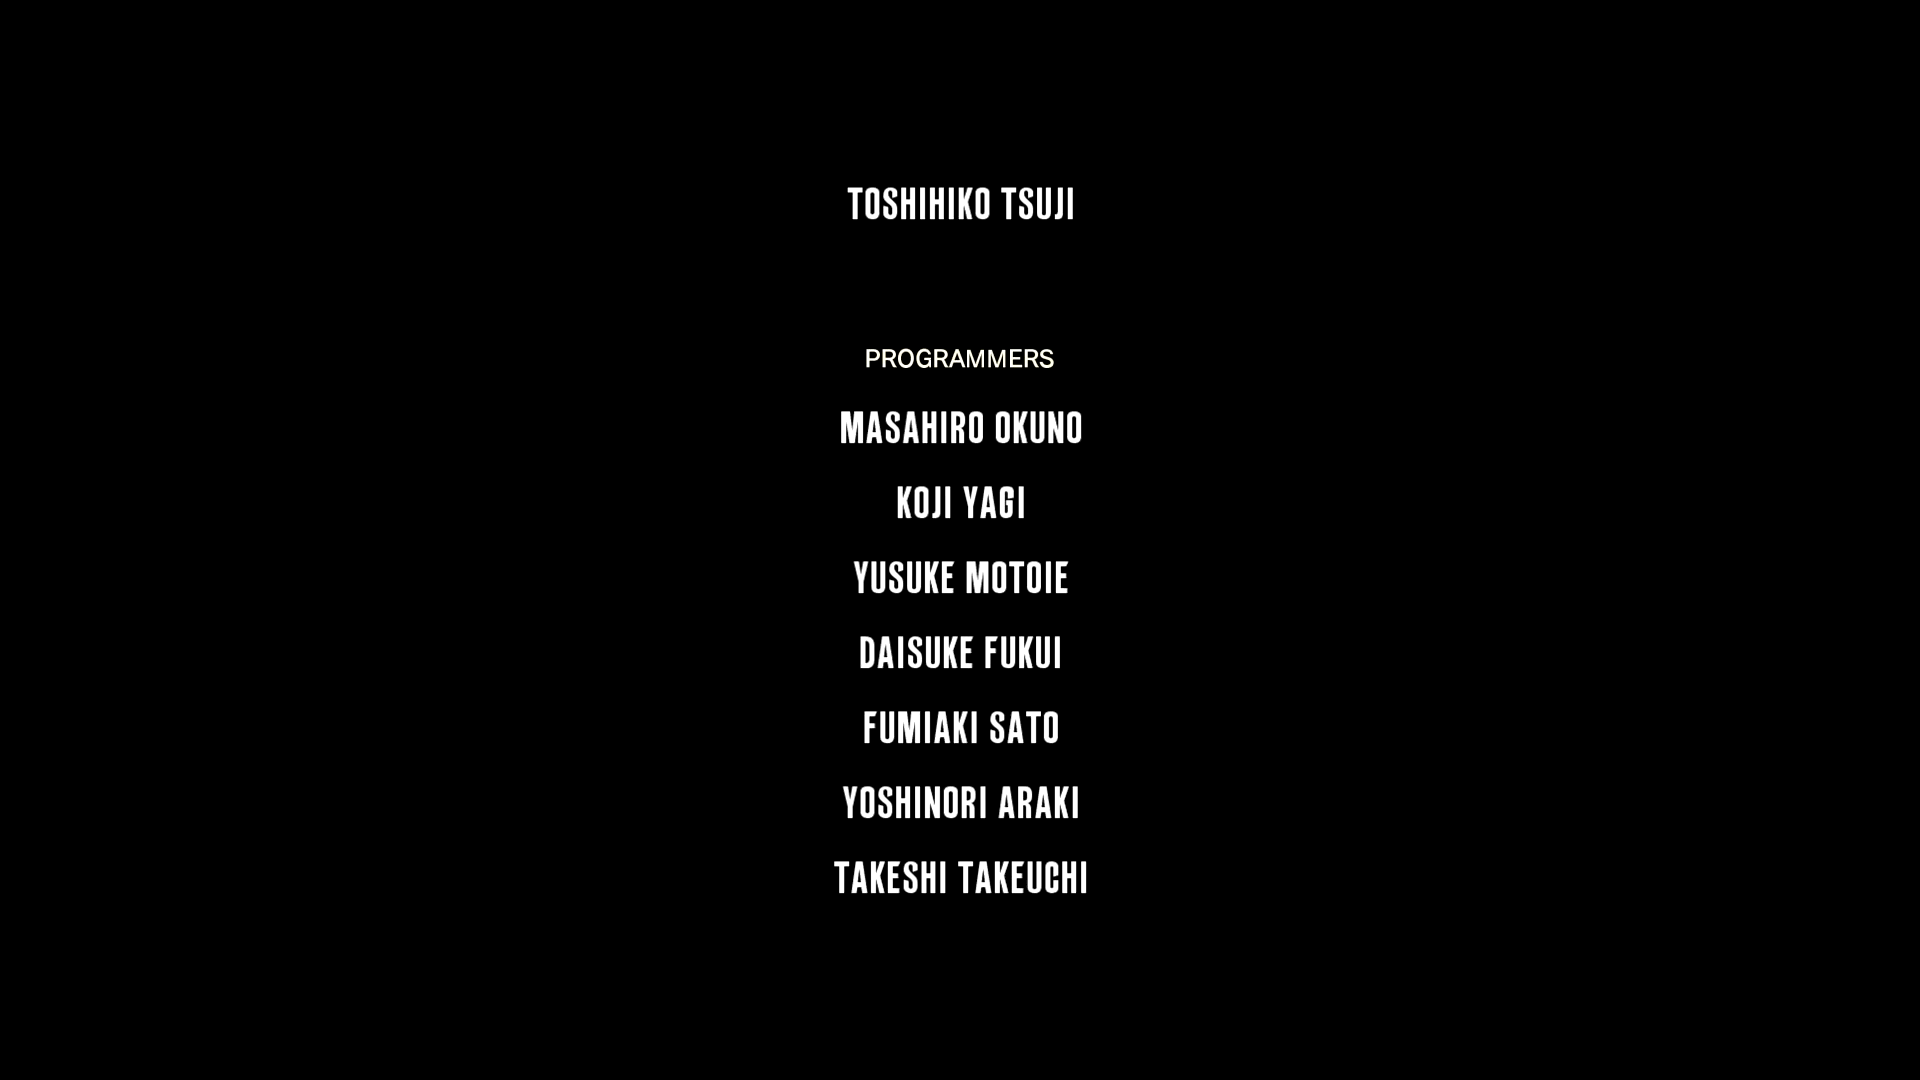 TOSHIHIKO TSUJI
PROGRAMMERS
MASAHIRO OKUNO
KOJI YAGI
YUSUKE MOTOIE
DAISUKE FUKUI
FUMIAKI SATO
YOSHINORI ARAKI
TAKESHI TAKEUCHI